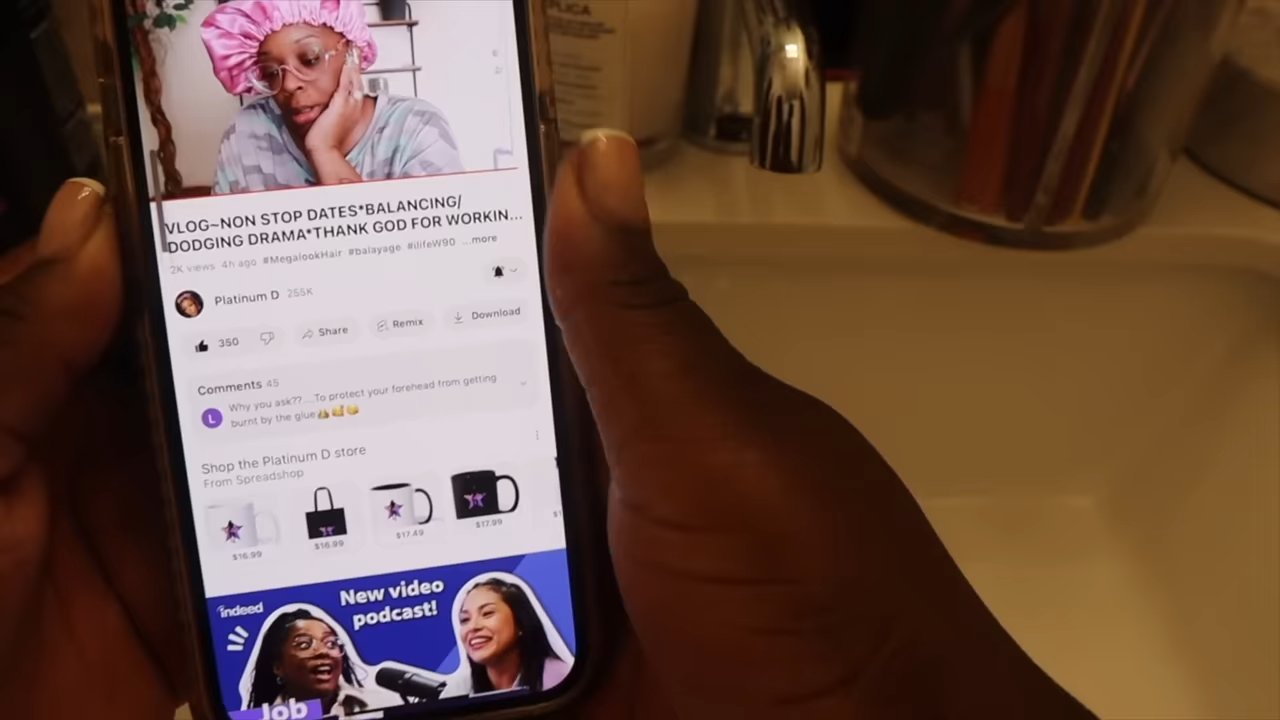 PLICA
VLOG~NON STOP DATES*BALANCING/
DODGING DRAMA*THANK GOD FOR WORKIN...
2K views 4h ago #MegalookHair #balayage #ilifeW90 ...more
Platinum D 255K
350
Share
Remix
Download
Comments 45
L
Why you ask??....To protect your forehead from getting
burnt by the glue
Shop the Platinum D store
From Spreadshop
$16.99
$16.99
$17.49
$17.99
$1
indeed
New video
podcast!
Job